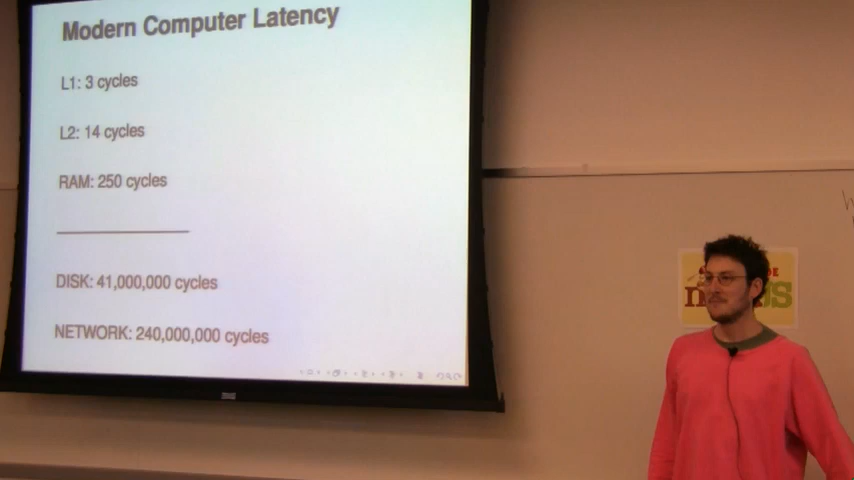 Modern Computer Latency
L1: 3 cycles
L2: 14 cycles
RAM: 250 cycles
DISK: 41,000,000 cycles
NETWORK: 240,000,000 cycles